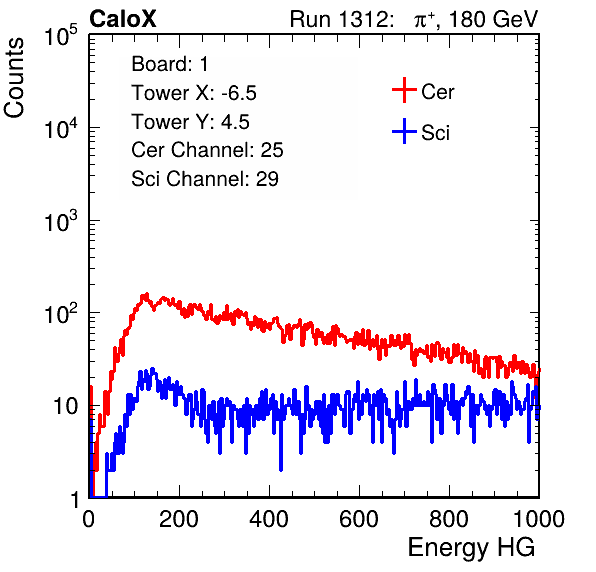 CaloX Run 1312: π⁺, 180 GeV
Counts
10⁵
10⁴
10³
10²
10
1
Board: 1
Tower X: -6.5
Tower Y: 4.5
Cer Channel: 25
Sci Channel: 29
Cer
Sci
0 200 400 600 800 1000
Energy HG